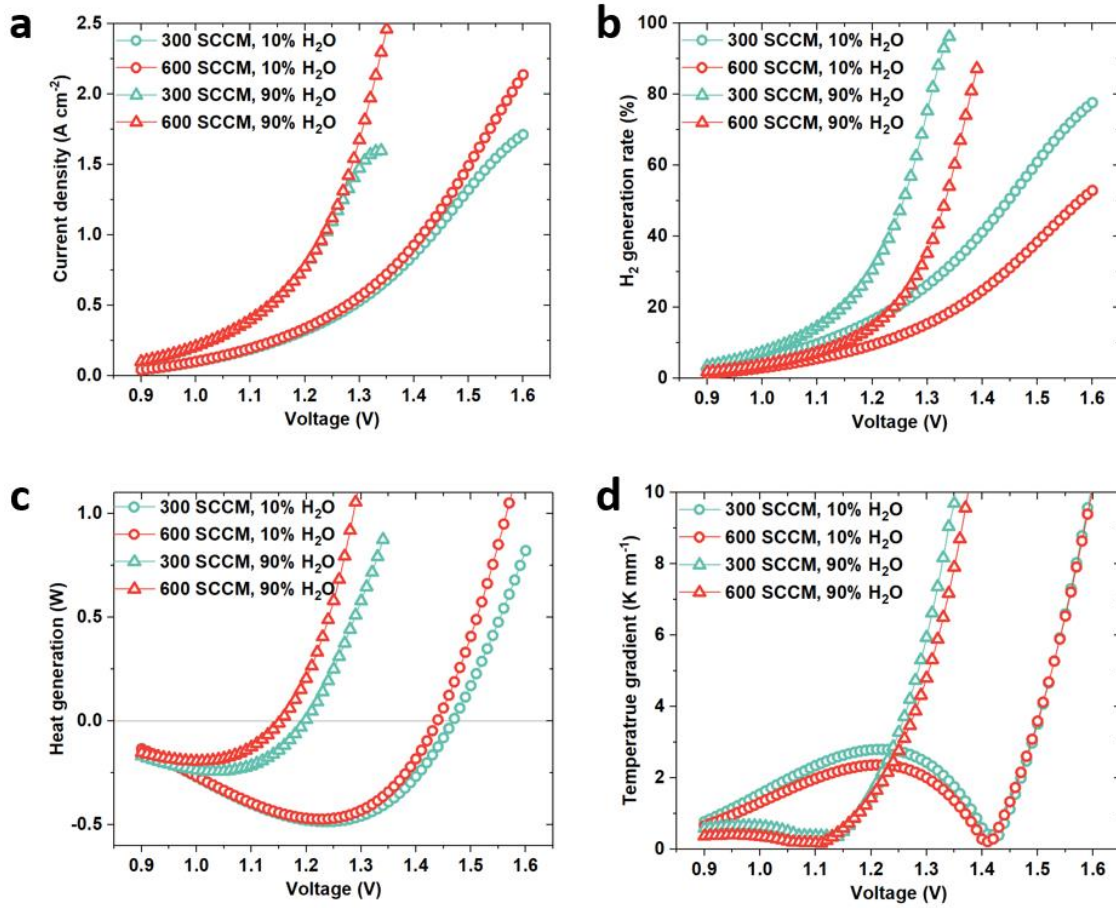 a
2.5
2.0
1.5
1.0
0.5
0.0
0.9 1.0 1.1 1.2 1.3 1.4 1.5 1.6
Voltage (V)
Current density (A cm⁻²)
300 SCCM, 10% H₂O
600 SCCM, 10% H₂O
300 SCCM, 90% H₂O
600 SCCM, 90% H₂O
b
100
80
60
40
20
0
0.9 1.0 1.1 1.2 1.3 1.4 1.5 1.6
Voltage (V)
H₂ generation rate (%)
300 SCCM, 10% H₂O
600 SCCM, 10% H₂O
300 SCCM, 90% H₂O
600 SCCM, 90% H₂O
c
1.0
0.5
0.0
-0.5
0.9 1.0 1.1 1.2 1.3 1.4 1.5 1.6
Voltage (V)
Heat generation (W)
300 SCCM, 10% H₂O
600 SCCM, 10% H₂O
300 SCCM, 90% H₂O
600 SCCM, 90% H₂O
d
10
8
6
4
2
0
0.9 1.0 1.1 1.2 1.3 1.4 1.5 1.6
Voltage (V)
Temperatrue gradient (K mm⁻¹)
300 SCCM, 10% H₂O
600 SCCM, 10% H₂O
300 SCCM, 90% H₂O
600 SCCM, 90% H₂O